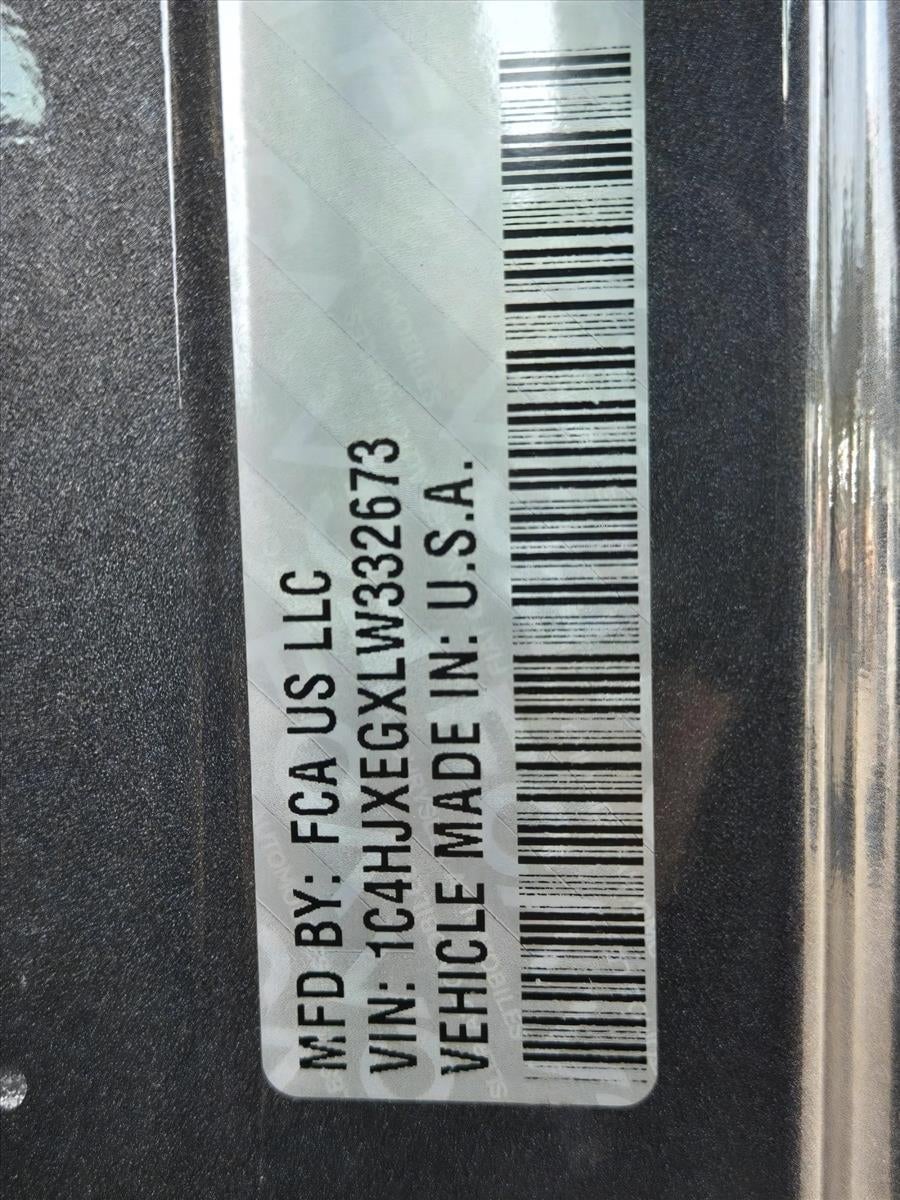 MFD BY: FCA US LLC
VIN: 1C4HJXEGXLW332673
VEHICLE MADE IN: U.S.A.